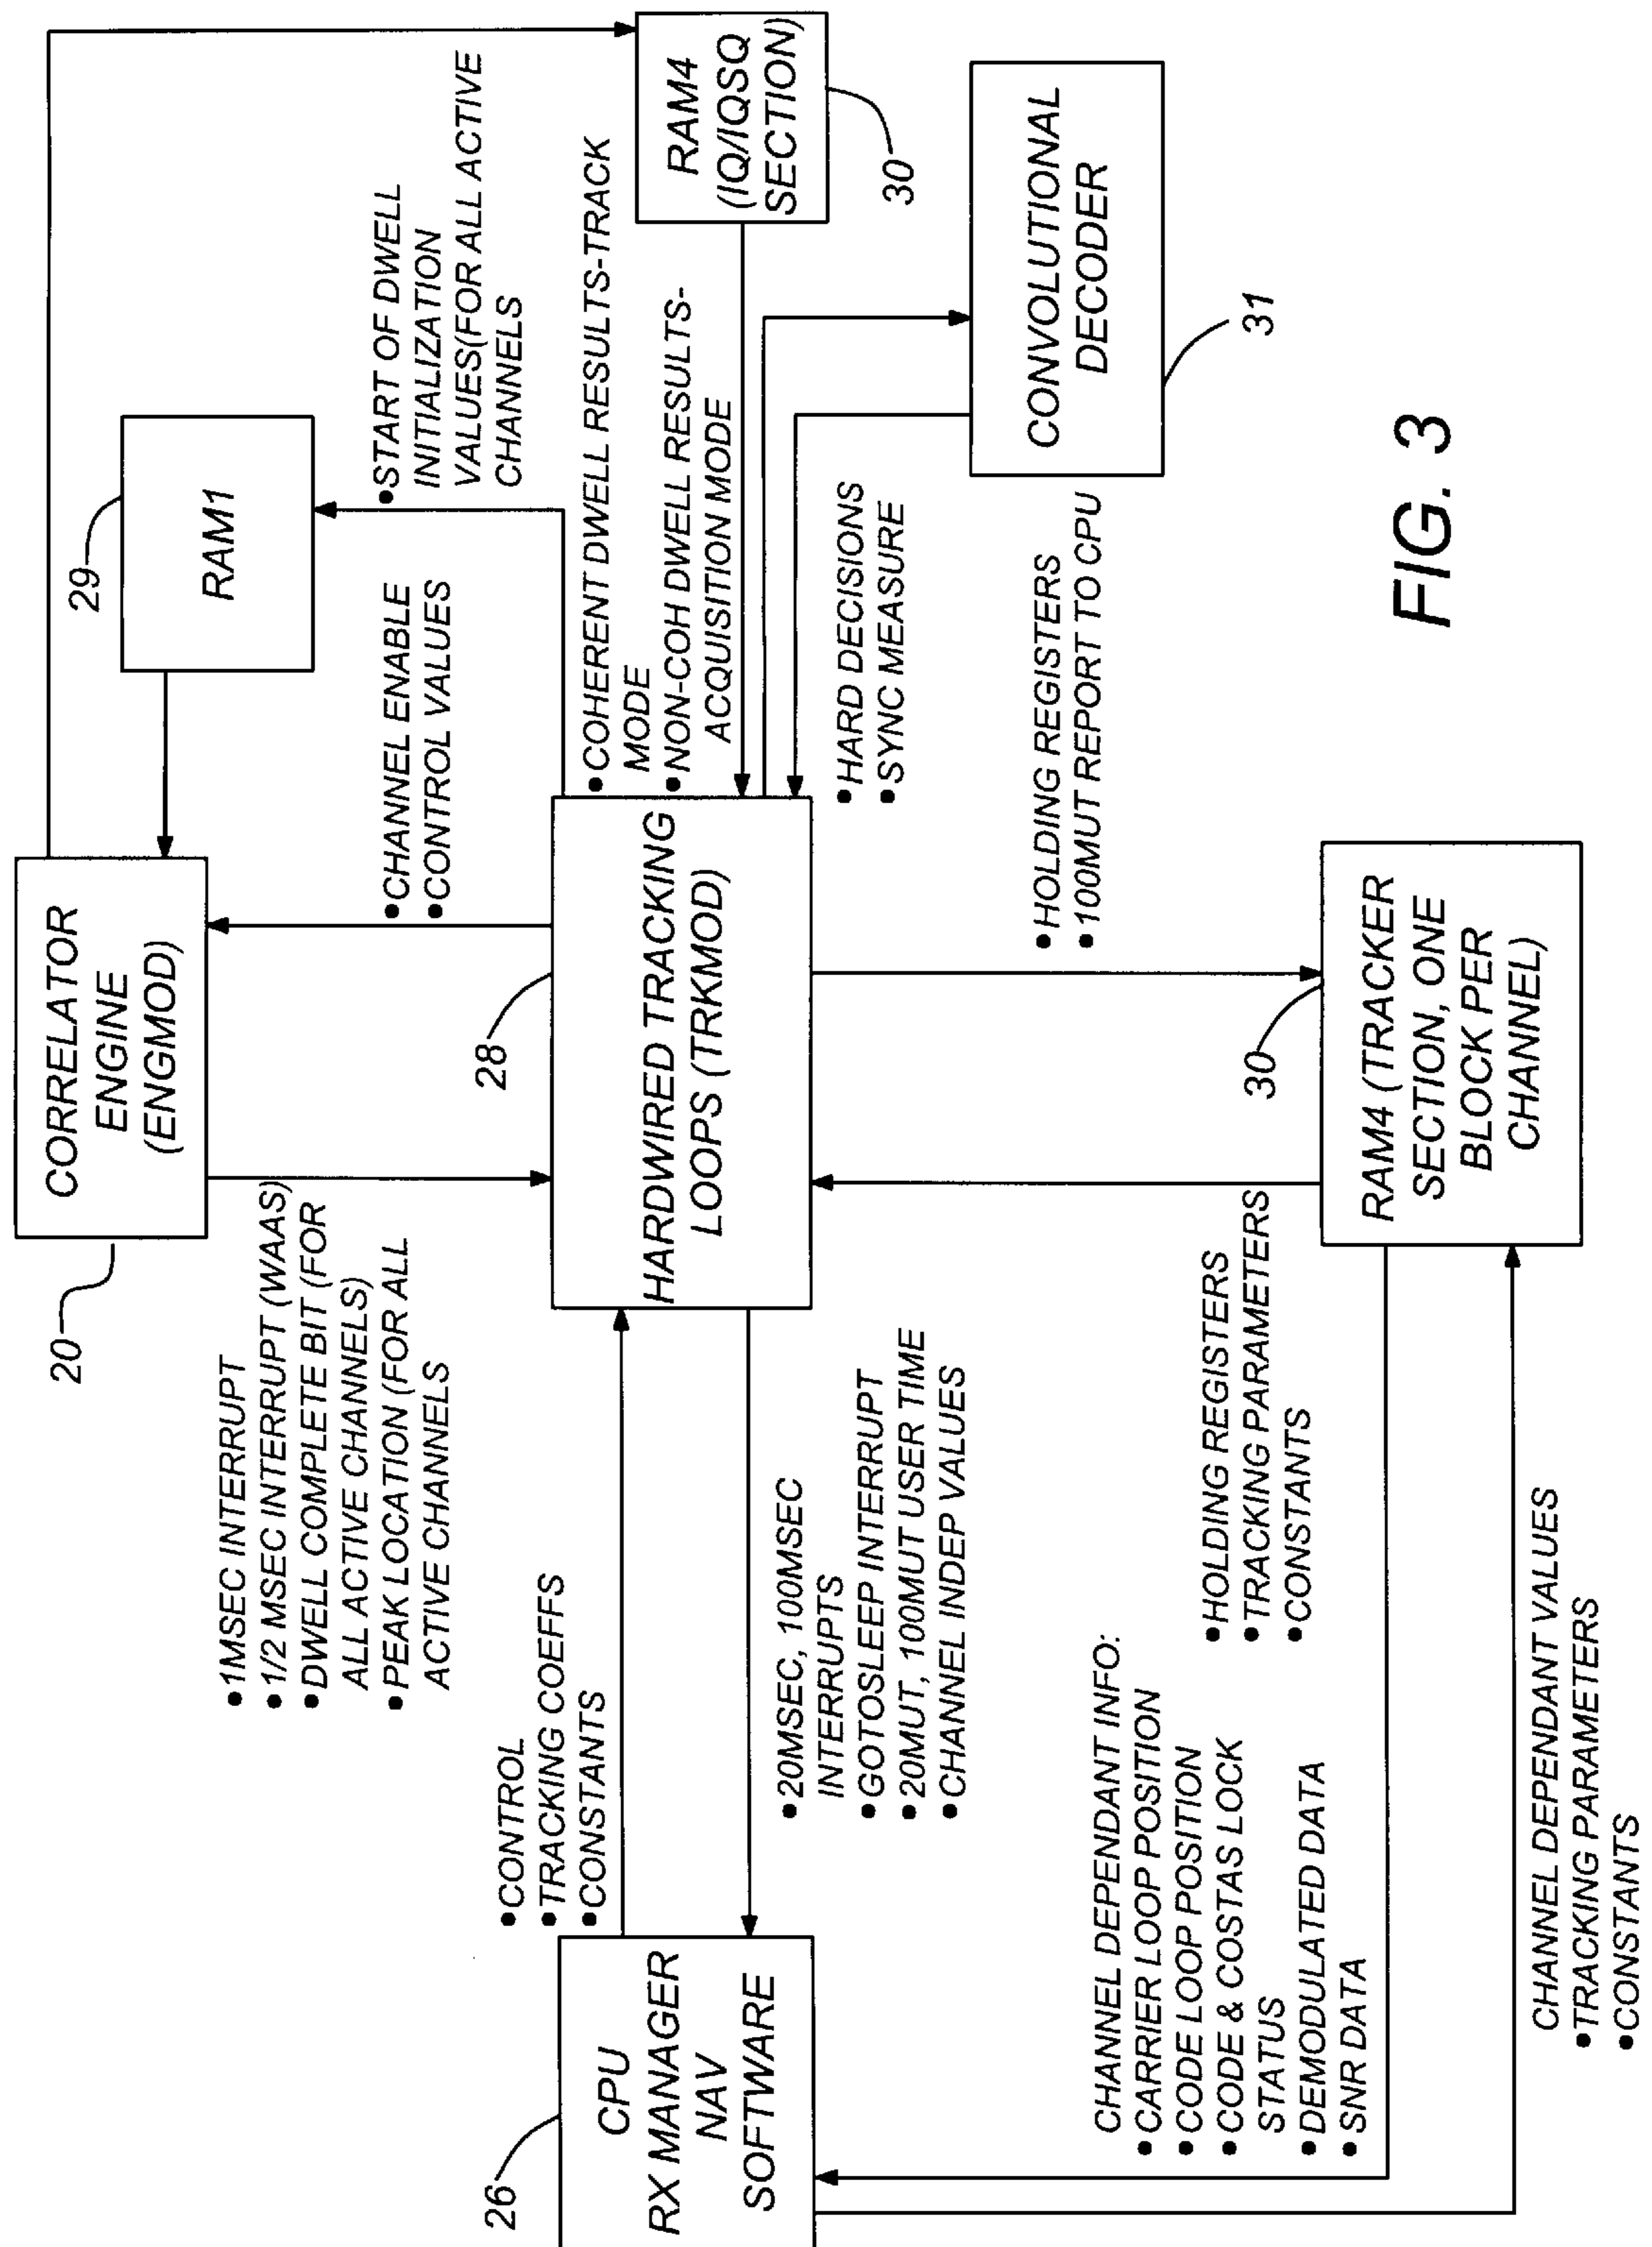 20
CORRELATOR
ENGINE
(ENGMOD)
29
RAM1
•1MSEC INTERRUPT
•1/2 MSEC INTERRUPT (WAAS)
•DWELL COMPLETE BIT (FOR
ALL ACTIVE CHANNELS)
•PEAK LOCATION (FOR ALL
ACTIVE CHANNELS
•CHANNEL ENABLE
•CONTROL VALUES
•START OF DWELL
INITIALIZATION
VALUES(FOR ALL ACTIVE
CHANNELS
26
CPU
RX MANAGER
NAV
SOFTWARE
•CONTROL
•TRACKING COEFFS
•CONSTANTS
•20MSEC, 100MSEC
INTERRUPTS
•GOTOSLEEP INTERRUPT
•20MUT, 100MUT USER TIME
•CHANNEL INDEP VALUES
28
HARDWIRED TRACKING
LOOPS (TRKMOD)
•COHERENT DWELL RESULTS-TRACK
MODE
•NON-COH DWELL RESULTS-
ACQUISITION MODE
RAM4
(IQ/IQSQ
SECTION)
30
•HARD DECISIONS
•SYNC MEASURE
CONVOLUTIONAL
DECODER
31
•HOLDING REGISTERS
•100MUT REPORT TO CPU
•HOLDING REGISTERS
•TRACKING PARAMETERS
•CONSTANTS
30
RAM4 (TRACKER
SECTION, ONE
BLOCK PER
CHANNEL)
CHANNEL DEPENDANT INFO:
•CARRIER LOOP POSITION
•CODE LOOP POSITION
•CODE & COSTAS LOCK
STATUS
•DEMODULATED DATA
•SNR DATA
CHANNEL DEPENDANT VALUES
•TRACKING PARAMETERS
•CONSTANTS
FIG. 3